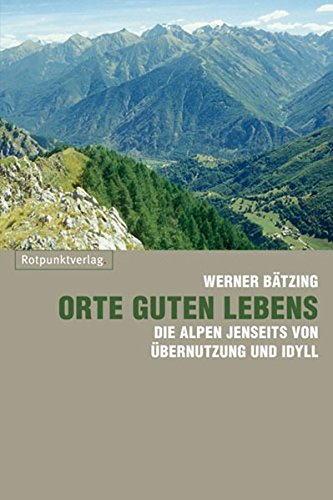 Rotpunktverlag.
WERNER BÄTZING
ORTE GUTEN LEBENS
DIE ALPEN JENSEITS VON
ÜBERNUTZUNG UND IDYLL